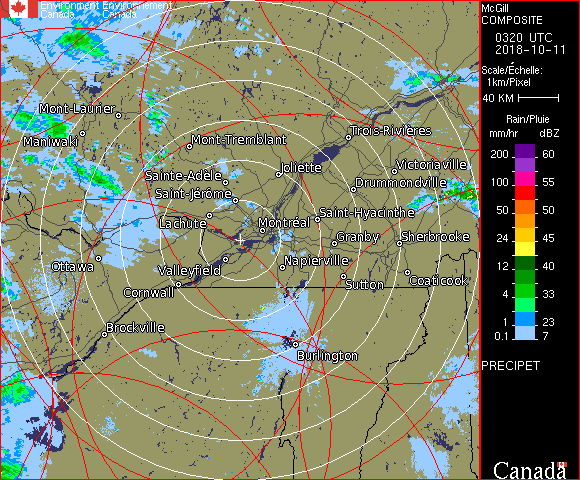 Environment Environnement
Canada Canada
McGill
COMPOSITE
0320 UTC
2018-10-11
Scale/Échelle:
1km/Pixel
40 KM
Rain/Pluie
mm/hr dBZ
200 60
55
100 55
50 50
24 45
12 40
8 35
4 33
1 23
0.1 7
PRECIPET
Canada
Mont-Laurier
Maniwaki
Mont-Tremblant
Trois-Rivières
Sainte-Adèle
Joliette
Victoriaville
Saint-Jérôme
Drummondville
Lachute
Montréal
Saint-Hyacinthe
Granby
Sherbrooke
Ottawa
Valleyfield
Napierville
Cornwall
Sutton
Coaticook
Brockville
Burlington